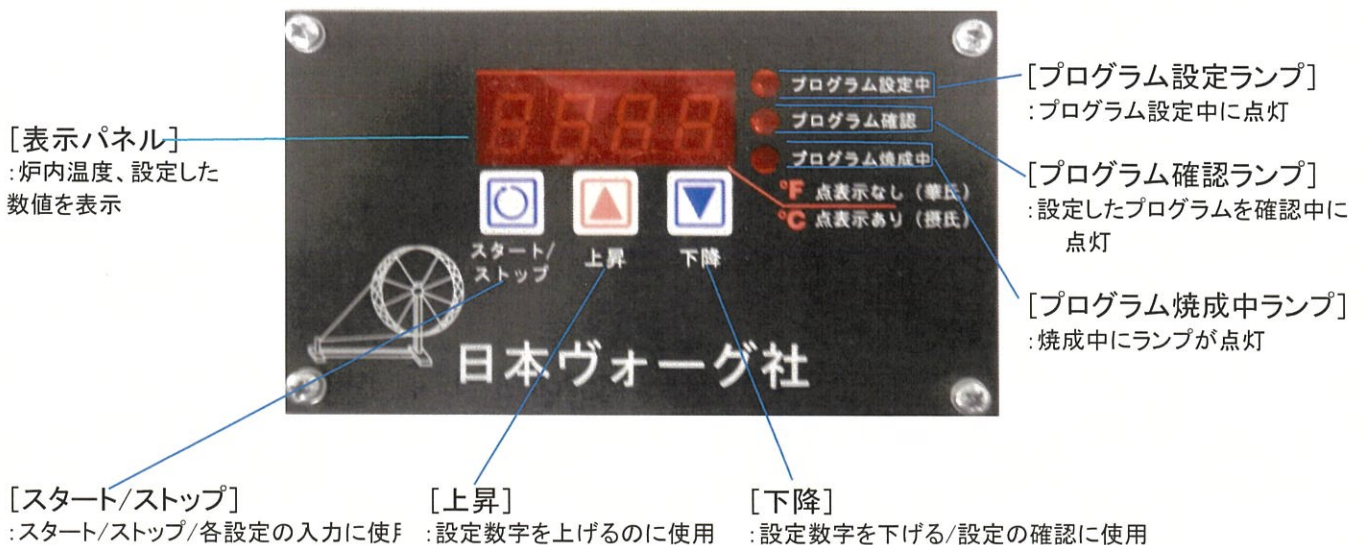 プログラム設定中
プログラム確認
プログラム焼成中
°F 点表示なし（華氏）
°C 点表示あり（摂氏）
スタート/
ストップ
上昇
下降
日本ヴォーグ社
[表示パネル]
:炉内温度、設定した
数値を表示
[プログラム設定ランプ]
:プログラム設定中に点灯
[プログラム確認ランプ]
:設定したプログラムを確認中に
点灯
[プログラム焼成中ランプ]
:焼成中にランプが点灯
[スタート/ストップ]
:スタート/ストップ/各設定の入力に使
[上昇]
:設定数字を上げるのに使用
[下降]
:設定数字を下げる/設定の確認に使用